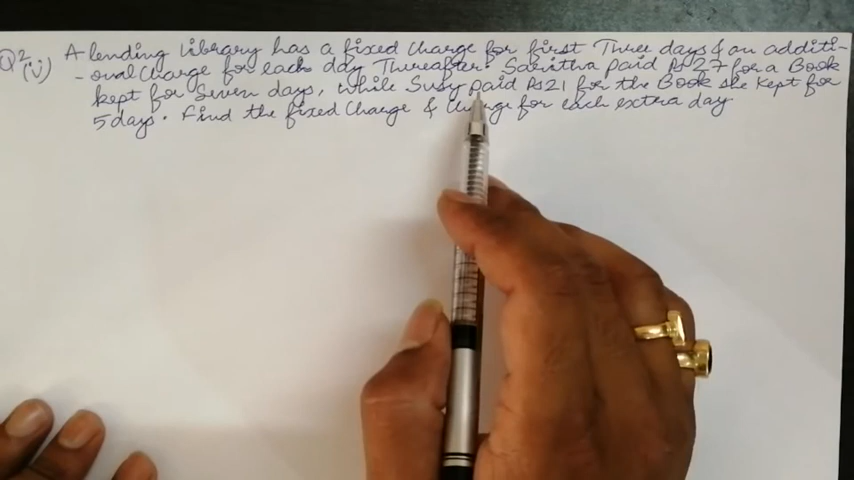 Q2 (v) A lending library has a fixed charge for first Three days & an additi-
-onal charge for each day Thereafter. Saritha paid Rs 27 for a Book
kept for Seven days, while Susy paid Rs 21 for the Book she kept for
5 days. Find the fixed charge & charge for each extra day